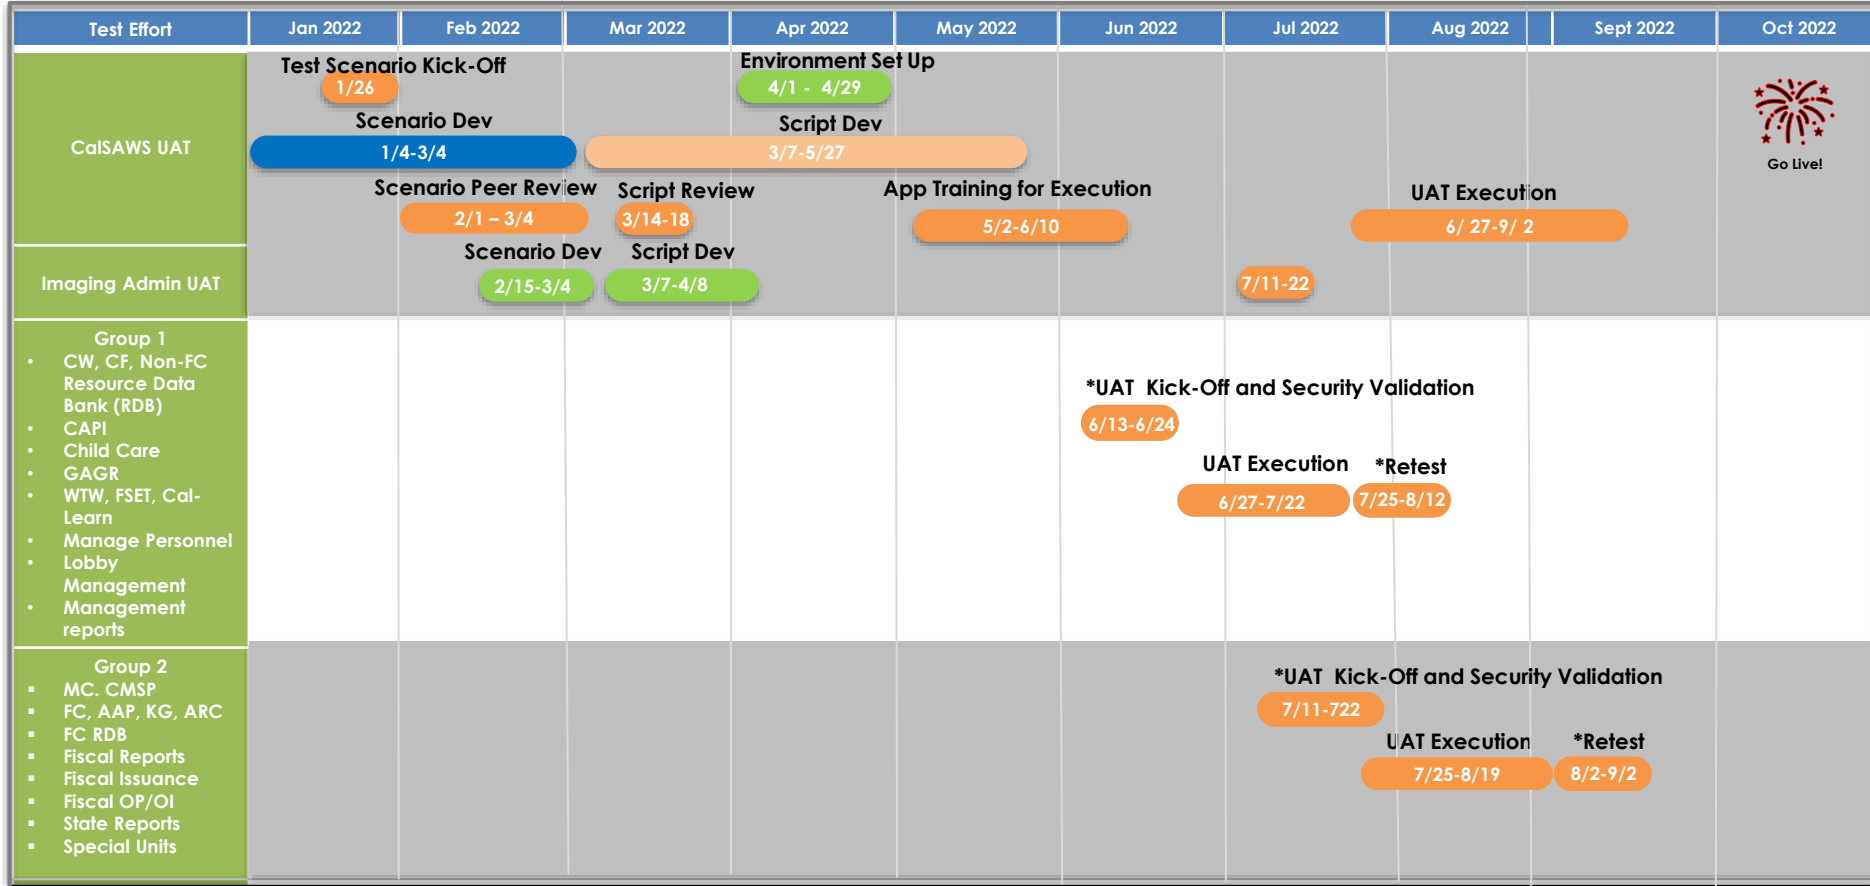 Test Effort
Jan 2022
Feb 2022
Mar 2022
Apr 2022
May 2022
Jun 2022
Jul 2022
Aug 2022
Sept 2022
Oct 2022
CalSAWS UAT
Test Scenario Kick-Off
1/26
Environment Set Up
4/1 - 4/29
Scenario Dev
1/4-3/4
Script Dev
3/7-5/27
Go Live!
Scenario Peer Review
2/1 – 3/4
Script Review
3/14-18
App Training for Execution
5/2-6/10
UAT Execution
6/ 27-9/ 2
Imaging Admin UAT
Scenario Dev
2/15-3/4
Script Dev
3/7-4/8
7/11-22
Group 1
• CW, CF, Non-FC
Resource Data
Bank (RDB)
• CAPI
• Child Care
• GAGR
• WTW, FSET, Cal-
Learn
• Manage Personnel
• Lobby
Management
• Management
reports
*UAT Kick-Off and Security Validation
6/13-6/24
UAT Execution
6/27-7/22
*Retest
7/25-8/12
Group 2
▪ MC. CMSP
▪ FC, AAP, KG, ARC
▪ FC RDB
▪ Fiscal Reports
▪ Fiscal Issuance
▪ Fiscal OP/OI
▪ State Reports
▪ Special Units
*UAT Kick-Off and Security Validation
7/11-722
UAT Execution
7/25-8/19
*Retest
8/2-9/2